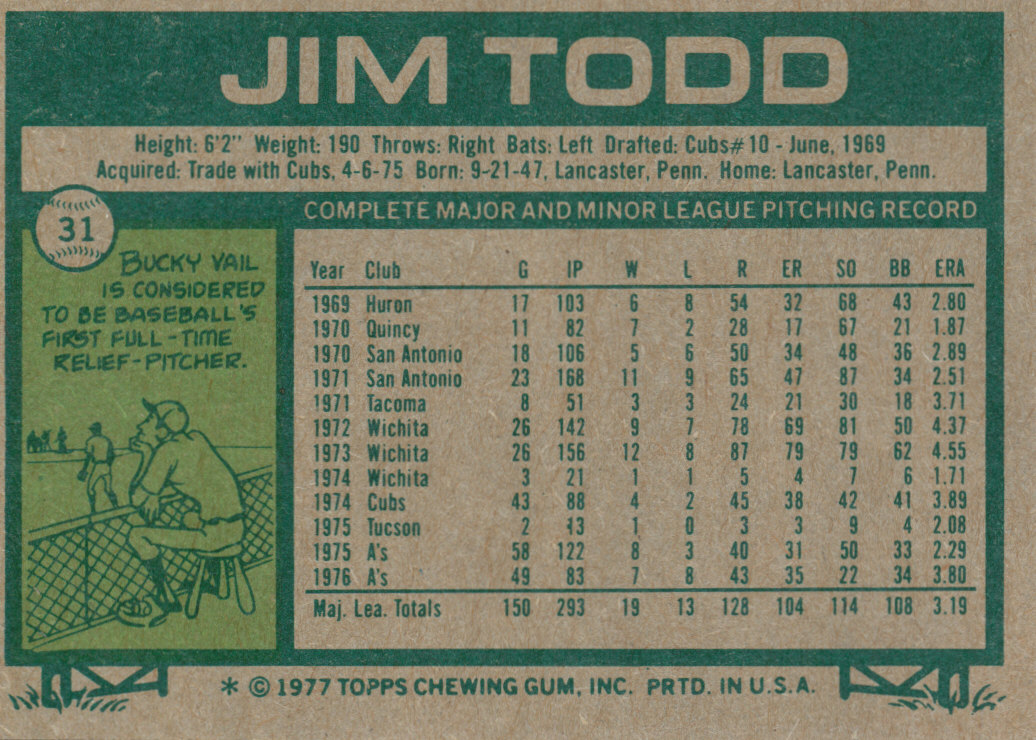 JIM TODD
Height: 6'2" Weight: 190 Throws: Right Bats: Left Drafted: Cubs#10 - June, 1969
Acquired: Trade with Cubs, 4-6-75 Born: 9-21-47, Lancaster, Penn. Home: Lancaster, Penn.
31
BUCKY VAIL
IS CONSIDERED
TO BE BASEBALL'S
FIRST FULL-TIME
RELIEF-PITCHER.
COMPLETE MAJOR AND MINOR LEAGUE PITCHING RECORD
Year Club G IP W L R ER SO BB ERA
1969 Huron 17 103 6 8 54 32 68 43 2.80
1970 Quincy 11 82 7 2 28 17 67 21 1.87
1970 San Antonio 18 106 5 6 50 34 48 36 2.89
1971 San Antonio 23 168 11 9 65 47 87 34 2.51
1971 Tacoma 8 51 3 3 24 21 30 18 3.71
1972 Wichita 26 142 9 7 78 69 81 50 4.37
1973 Wichita 26 156 12 8 87 79 79 62 4.55
1974 Wichita 3 21 1 1 5 4 7 6 1.71
1974 Cubs 43 88 4 2 45 38 42 41 3.89
1975 Tucson 2 13 1 0 3 3 9 4 2.08
1975 A's 58 122 8 3 40 31 50 33 2.29
1976 A's 49 83 7 8 43 35 22 34 3.80
Maj. Lea. Totals 150 293 19 13 128 104 114 108 3.19
* © 1977 TOPPS CHEWING GUM, INC. PRTD. IN U.S.A.